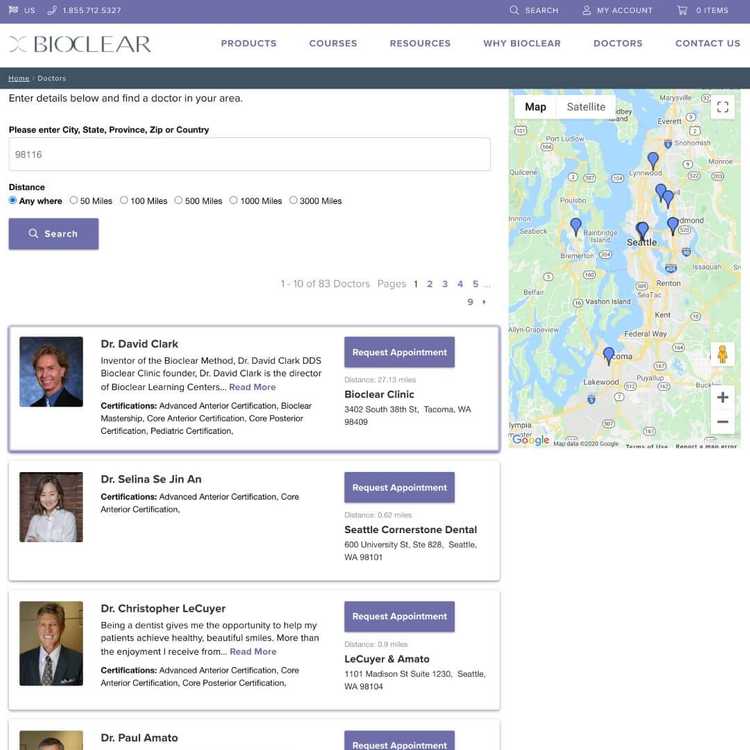 US 1.855.712.5327 SEARCH MY ACCOUNT 0 ITEMS
BIOCLEAR PRODUCTS COURSES RESOURCES WHY BIOCLEAR DOCTORS CONTACT US
Home / Doctors
Enter details below and find a doctor in your area.
Please enter City, State, Province, Zip or Country
98116
Distance
Any where 50 Miles 100 Miles 500 Miles 1000 Miles 3000 Miles
Search
1 - 10 of 83 Doctors Pages 1 2 3 4 5 ...
9
Dr. David Clark
Inventor of the Bioclear Method, Dr. David Clark DDS
Bioclear Clinic founder, Dr. David Clark is the director
of Bioclear Learning Centers... Read More
Certifications: Advanced Anterior Certification, Bioclear
Mastership, Core Anterior Certification, Core Posterior
Certification, Pediatric Certification,
Request Appointment
Distance: 27.13 miles
Bioclear Clinic
3402 South 38th St, Tacoma, WA
98409
Dr. Selina Se Jin An
Certifications: Advanced Anterior Certification, Core
Anterior Certification,
Request Appointment
Distance: 0.62 miles
Seattle Cornerstone Dental
600 University St, Ste 828, Seattle,
WA 98101
Dr. Christopher LeCuyer
Being a dentist gives me the opportunity to help my
patients achieve healthy, beautiful smiles. More than
the enjoyment I receive from... Read More
Certifications: Advanced Anterior Certification, Core
Anterior Certification, Core Posterior Certification,
Request Appointment
Distance: 0.9 miles
LeCuyer & Amato
1101 Madison St Suite 1230, Seattle,
WA 98104
Dr. Paul Amato
Request Appointment
Map Satellite
Marysville
Everett
Port Ludlow
Snohomish
Monroe
Lynnwood
Quilcene
Poulsbo
Seabeck
Bainbridge
Island
Seattle
Bremerton
Issaquah
Renton
Belfair
SeaTac
Vashon Island
Kent
Allyn-Grapeview
Federal Way
Lakewood
Puyallup
Google Map data ©2020 Google Terms of Use Report a map error